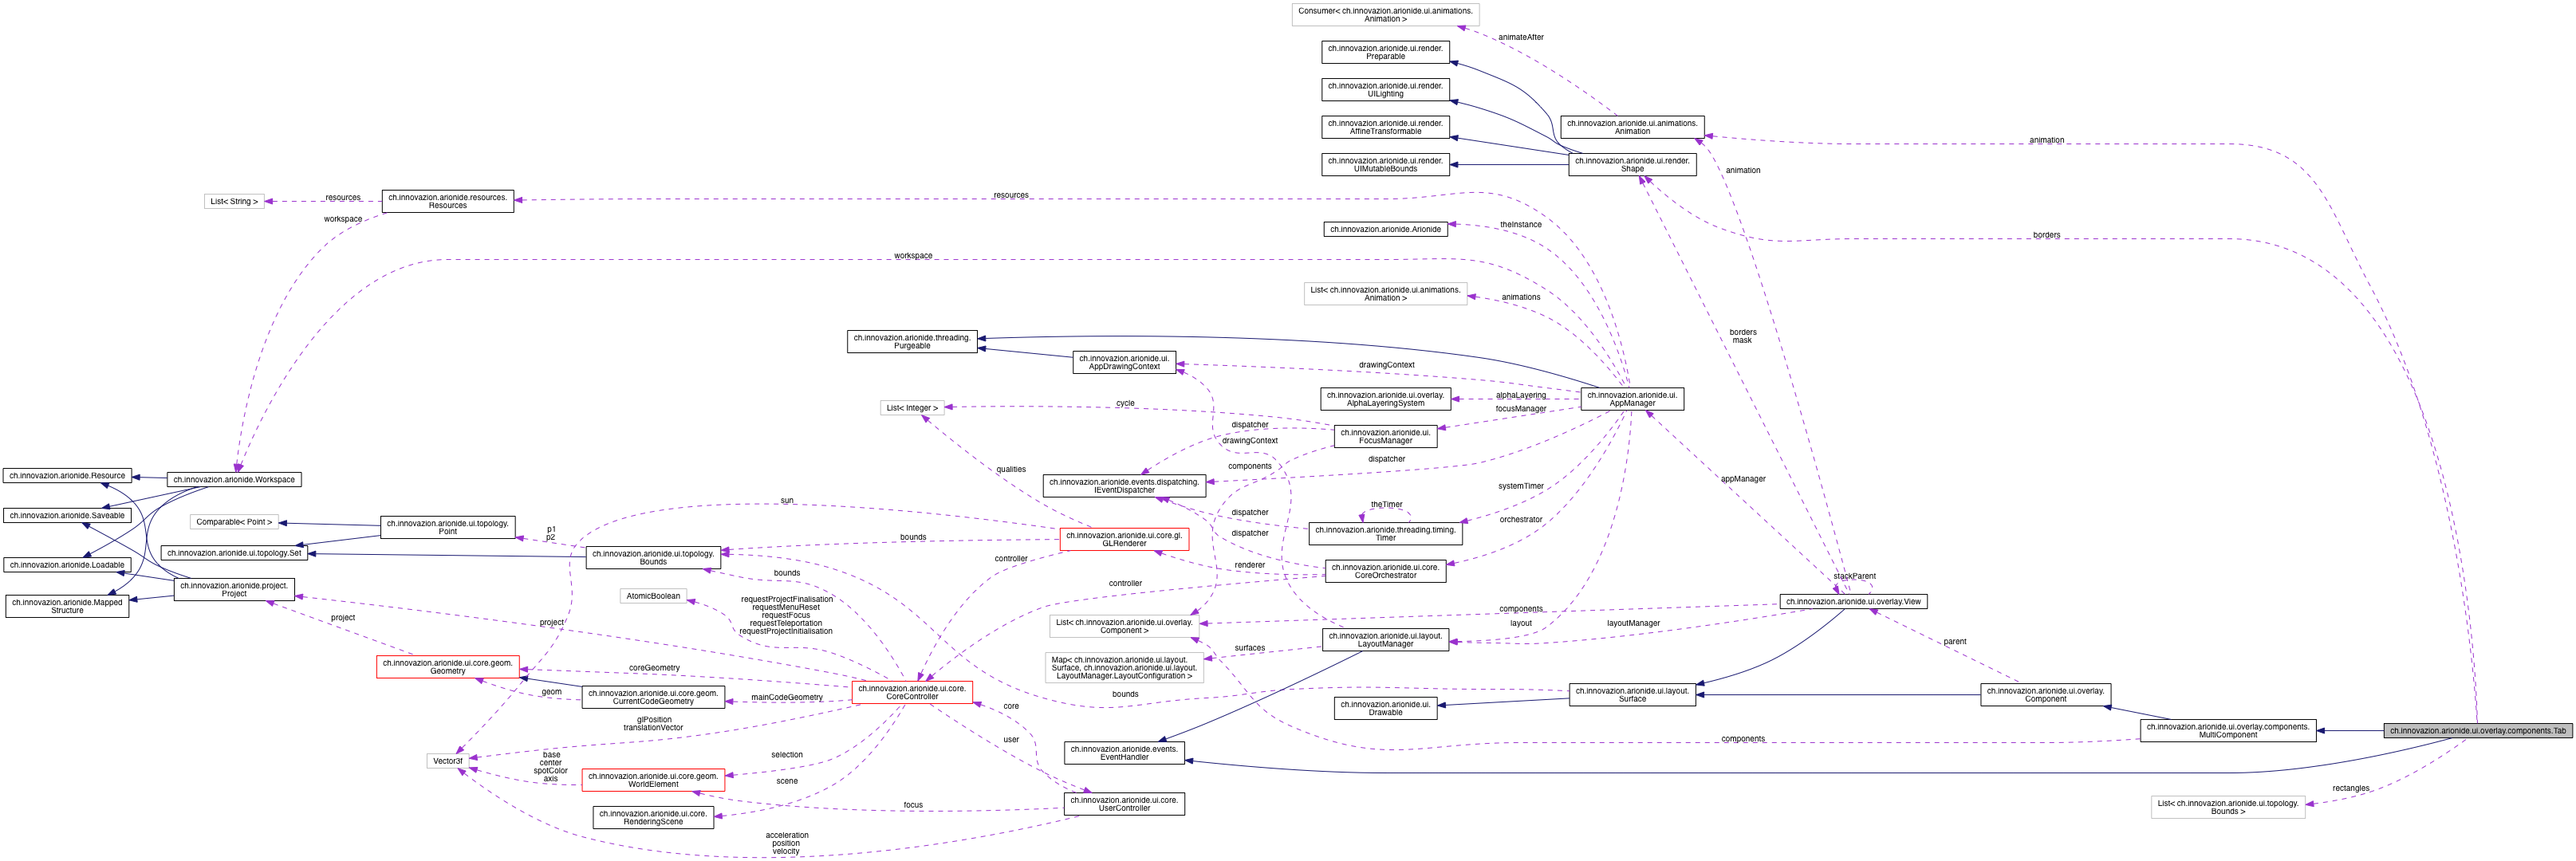 Consumer< ch.innovazion.arionide.ui.animations.
Animation >
animateAfter
ch.innovazion.arionide.ui.render.
Preparable
ch.innovazion.arionide.ui.render.
UILighting
ch.innovazion.arionide.ui.render.
AffineTransformable
ch.innovazion.arionide.ui.animations.
Animation
animation
ch.innovazion.arionide.ui.render.
UIMutableBounds
ch.innovazion.arionide.ui.render.
Shape
animation
List< String >
resources
ch.innovazion.arionide.resources.
Resources
resources
workspace
theInstance
ch.innovazion.arionide.Arionide
borders
workspace
List< ch.innovazion.arionide.ui.animations.
Animation >
animations
borders
mask
ch.innovazion.arionide.threading.
Purgeable
ch.innovazion.arionide.ui.
AppDrawingContext
drawingContext
ch.innovazion.arionide.ui.overlay.
AlphaLayeringSystem
alphaLayering
focusManager
ch.innovazion.arionide.ui.
AppManager
List< Integer >
cycle
dispatcher
ch.innovazion.arionide.ui.
FocusManager
drawingContext
dispatcher
components
qualities
ch.innovazion.arionide.Resource
ch.innovazion.arionide.Workspace
ch.innovazion.arionide.events.dispatching.
IEventDispatcher
systemTimer
appManager
sun
theTimer
ch.innovazion.arionide.Saveable
Comparable< Point >
ch.innovazion.arionide.ui.topology.
Point
p1
p2
dispatcher
orchestrator
ch.innovazion.arionide.threading.timing.
Timer
ch.innovazion.arionide.ui.core.gl.
GLRenderer
bounds
dispatcher
ch.innovazion.arionide.ui.topology.Set
ch.innovazion.arionide.ui.topology.
Bounds
controller
renderer
ch.innovazion.arionide.Loadable
ch.innovazion.arionide.ui.core.
CoreOrchestrator
bounds
controller
stackParent
ch.innovazion.arionide.project.
Project
AtomicBoolean
requestProjectFinalisation
requestMenuReset
requestFocus
requestTeleportation
requestProjectInitialisation
ch.innovazion.arionide.Mapped
Structure
ch.innovazion.arionide.ui.overlay.View
components
project
project
List< ch.innovazion.arionide.ui.overlay.
Component >
layout
layoutManager
ch.innovazion.arionide.ui.layout.
LayoutManager
parent
surfaces
ch.innovazion.arionide.ui.core.geom.
Geometry
coreGeometry
Map< ch.innovazion.arionide.ui.layout.
Surface, ch.innovazion.arionide.ui.layout.
LayoutManager.LayoutConfiguration >
geom
ch.innovazion.arionide.ui.core.geom.
CurrentCodeGeometry
mainCodeGeometry
ch.innovazion.arionide.ui.core.
CoreController
bounds
ch.innovazion.arionide.ui.layout.
Surface
ch.innovazion.arionide.ui.overlay.
Component
core
ch.innovazion.arionide.ui.
Drawable
glPosition
translationVector
ch.innovazion.arionide.ui.overlay.components.
MultiComponent
ch.innovazion.arionide.ui.overlay.components.Tab
user
components
Vector3f
base
center
spotColor
axis
selection
ch.innovazion.arionide.events.
EventHandler
ch.innovazion.arionide.ui.core.geom.
WorldElement
scene
rectangles
focus
ch.innovazion.arionide.ui.core.
UserController
List< ch.innovazion.arionide.ui.topology.
Bounds >
ch.innovazion.arionide.ui.core.
RenderingScene
acceleration
position
velocity